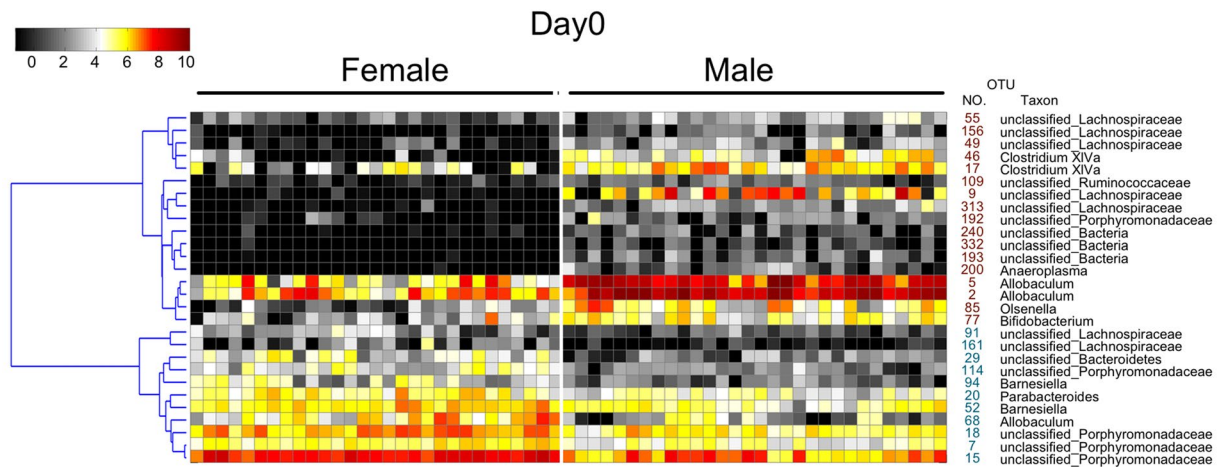 Day0
0 2 4 6 8 10
Female Male
OTU
NO. Taxon
55 unclassified_Lachnospiraceae
156 unclassified_Lachnospiraceae
49 unclassified_Lachnospiraceae
46 Clostridium XIVa
17 Clostridium XIVa
109 unclassified_Ruminococcaceae
9 unclassified_Lachnospiraceae
313 unclassified_Lachnospiraceae
192 unclassified_Porphyromonadaceae
240 unclassified_Bacteria
332 unclassified_Bacteria
193 unclassified_Bacteria
200 Anaeroplasma
5 Allobaculum
2 Allobaculum
85 Olsenella
77 Bifidobacterium
91 unclassified_Lachnospiraceae
161 unclassified_Lachnospiraceae
29 unclassified_Bacteroidetes
114 unclassified_Porphyromonadaceae
94 Barnesiella
20 Parabacteroides
52 Barnesiella
68 Allobaculum
18 unclassified_Porphyromonadaceae
7 unclassified_Porphyromonadaceae
15 unclassified_Porphyromonadaceae